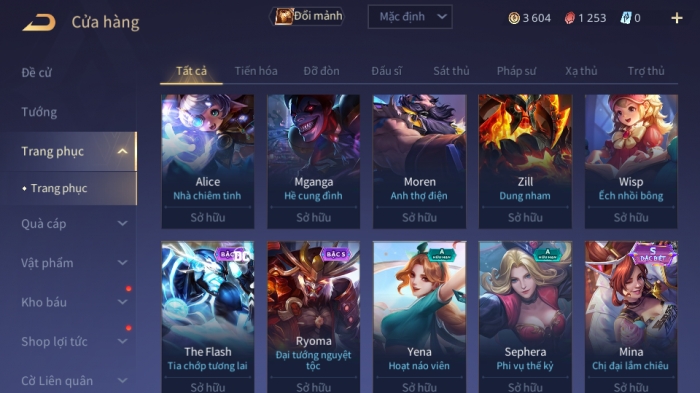 Cửa hàng
Đổi mảnh
Mặc định
3 604
1 253
0
Đề cử
Tướng
Trang phục
Trang phục
Quà cáp
Vật phẩm
Kho báu
Shop lợi tức
Cờ Liên quân
Tất cả Tiến hóa Đỡ đòn Đấu sĩ Sát thủ Pháp sư Xạ thủ Trợ thủ
Alice
Nhà chiêm tinh
Sở hữu
Mganga
Hề cung đình
Sở hữu
Moren
Anh thợ điện
Sở hữu
Zill
Dung nham
Sở hữu
Wisp
Ếch nhồi bông
Sở hữu
BẬC
DC
The Flash
Tia chớp tương lai
Sở hữu
BẬC S
Ryoma
Đại tướng nguyệt
tộc
Sở hữu
A
Yena
Hoạt náo viên
Sở hữu
A
Sephera
Phi vụ thế kỷ
Sở hữu
S
ĐẶC BIỆT
Mina
Chị đại lắm chiêu
Sở hữu